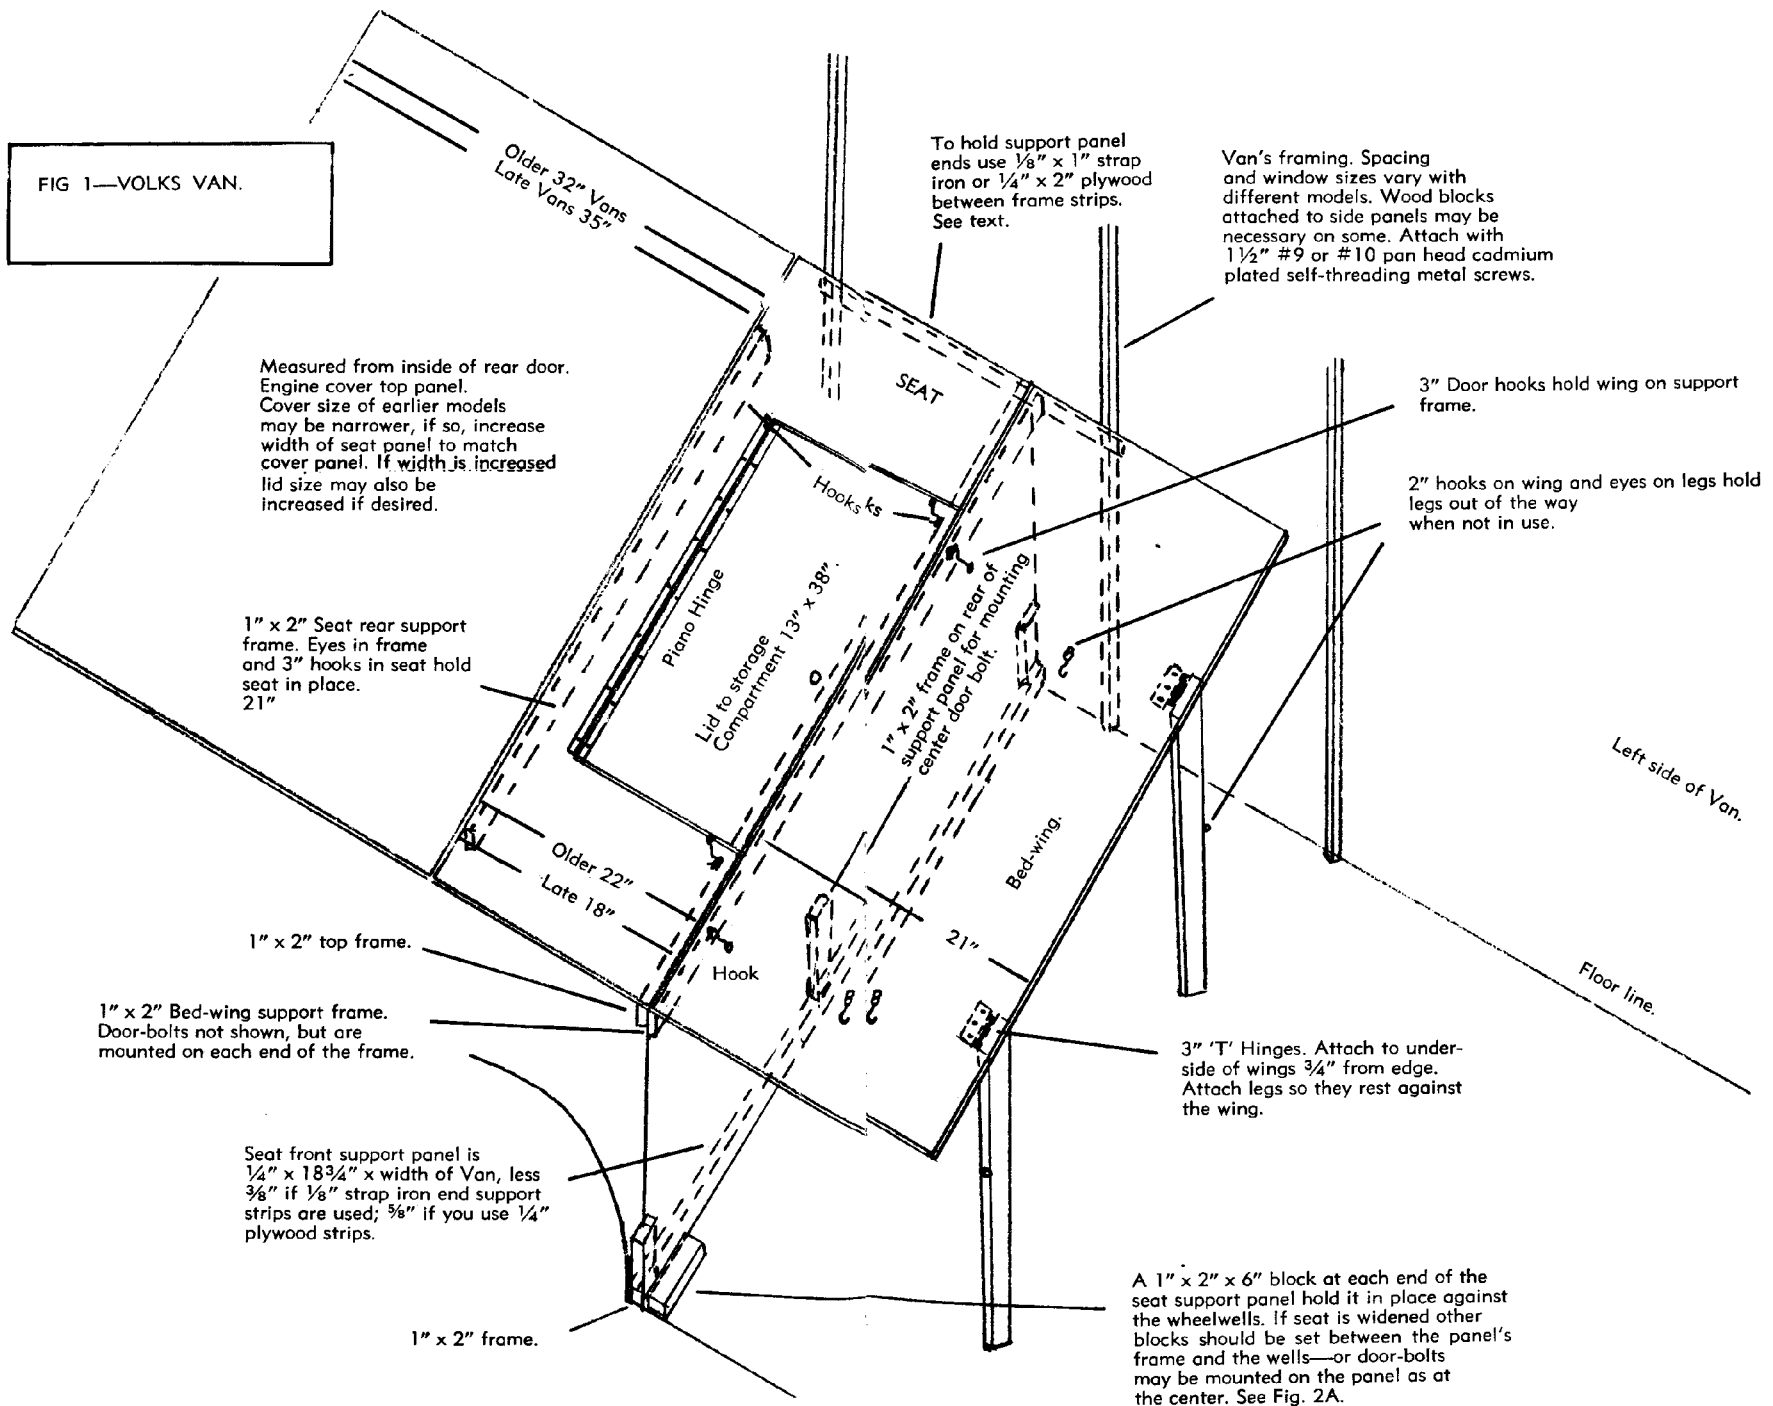 FIG 1—VOLKS VAN.
Older 32" Vans
Late Vans 35"
To hold support panel
ends use ⅛" x 1" strap
iron or ¼" x 2" plywood
between frame strips.
See text.
Van's framing. Spacing
and window sizes vary with
different models. Wood blocks
attached to side panels may be
necessary on some. Attach with
1½" #9 or #10 pan head cadmium
plated self-threading metal screws.
Measured from inside of rear door.
Engine cover top panel.
Cover size of earlier models
may be narrower, if so, increase
width of seat panel to match
cover panel. If width is increased
lid size may also be
increased if desired.
SEAT
3" Door hooks hold wing on support
frame.
2" hooks on wing and eyes on legs hold
legs out of the way
when not in use.
Hooks ks
Piano Hinge
Lid to storage
Compartment 13" x 38".
1" x 2" frame on rear of
support panel for mounting
center door bolt.
1" x 2" Seat rear support
frame. Eyes in frame
and 3" hooks in seat hold
seat in place.
21"
Left side of Van.
Bed-wing.
Older 22"
Late 18"
21"
Hook
Floor line.
1" x 2" top frame.
1" x 2" Bed-wing support frame.
Door-bolts not shown, but are
mounted on each end of the frame.
3" 'T' Hinges. Attach to under-
side of wings ¾" from edge.
Attach legs so they rest against
the wing.
Seat front support panel is
¼" x 18¾" x width of Van, less
⅜" if ⅛" strap iron end support
strips are used; ⅝" if you use ¼"
plywood strips.
1" x 2" frame.
A 1" x 2" x 6" block at each end of the
seat support panel hold it in place against
the wheelwells. If seat is widened other
blocks should be set between the panel's
frame and the wells—or door-bolts
may be mounted on the panel as at
the center. See Fig. 2A.